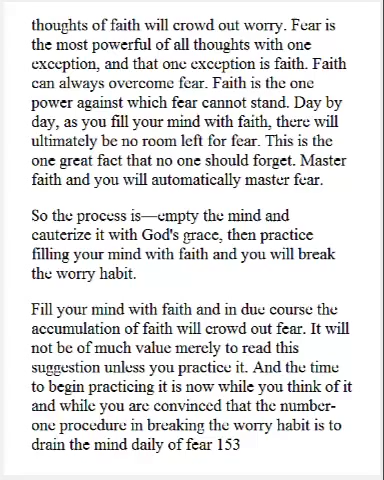 thoughts of faith will crowd out worry. Fear is
the most powerful of all thoughts with one
exception, and that one exception is faith. Faith
can always overcome fear. Faith is the one
power against which fear cannot stand. Day by
day, as you fill your mind with faith, there will
ultimately be no room left for fear. This is the
one great fact that no one should forget. Master
faith and you will automatically master fear.
So the process is—empty the mind and
cauterize it with God's grace, then practice
filling your mind with faith and you will break
the worry habit.
Fill your mind with faith and in due course the
accumulation of faith will crowd out fear. It will
not be of much value merely to read this
suggestion unless you practice it. And the time
to begin practicing it is now while you think of it
and while you are convinced that the number-
one procedure in breaking the worry habit is to
drain the mind daily of fear 153